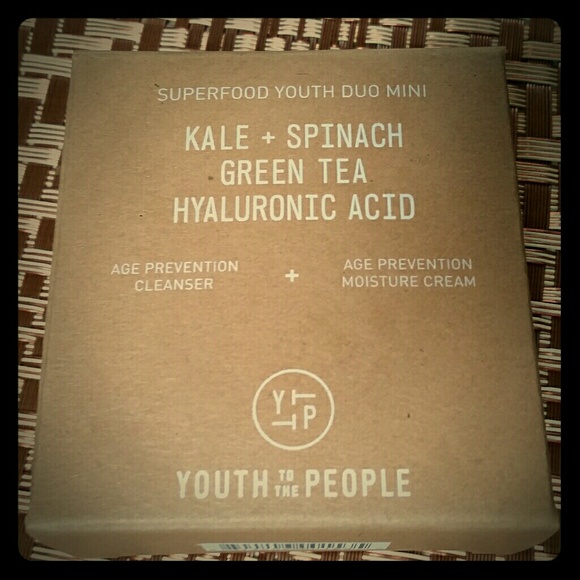 SUPERFOOD YOUTH DUO MINI
KALE + SPINACH
GREEN TEA
HYALURONIC ACID
AGE PREVENTION
CLEANSER
+
AGE PREVENTION
MOISTURE CREAM
Y T T P
YOUTH TO THE PEOPLE